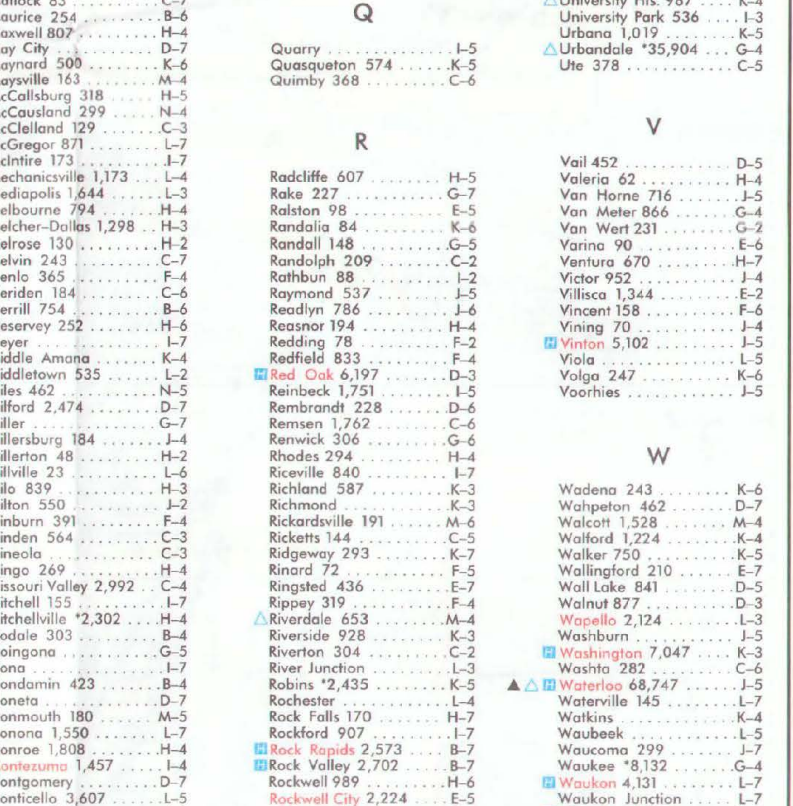 aurice 254 ........ B–6
axwell 807 ........ H–4
ay City ........ D–7
aynard 500 ........ K–6
aysville 163 ........ M–4
cCallsburg 318 ..... H–5
cCausland 299 ..... N–4
cClelland 129 ....... C–3
cGregor 871 ....... L–7
cIntire 173 ......... I–7
echanicsville 1,173 .. L–4
ediapolis 1,644 ..... L–3
elbourne 794 ...... H–4
elcher–Dallas 1,298 .. H–3
elrose 130 ......... H–2
elvin 243 .......... C–7
enlo 365 .......... F–4
eriden 184 ......... C–6
errill 754 .......... B–6
eservey 252 ........ H–6
eyer ............. I–7
iddle Amana ....... K–4
iddletown 535 ..... L–2
iles 462 ........... N–5
ilford 2,474 ....... D–7
iller ............. G–7
illersburg 184 ...... J–4
illerton 48 ......... H–2
illville 23 .......... L–6
ilo 839 ........... H–3
ilton 550 .......... J–2
inburn 391 ......... F–4
inden 564 ......... C–3
ineola ........... C–3
ingo 269 .......... H–4
issouri Valley 2,992 .. C–4
itchell 155 ......... I–7
itchellville *2,302 .... H–4
odale 303 ......... B–4
oingona ........... G–5
ona .............. I–7
ondamin 423 ....... B–4
oneta ............ D–7
onmouth 180 ...... M–5
onona 1,550 ....... L–7
onroe 1,808 ....... H–4
ontezuma 1,457 .... I–4
ontgomery ........ D–7
onticello 3,607 ..... L–5
Q
Quarry ............. I–5
Quasqueton 574 ....... K–5
Quimby 368 .......... C–6
R
Radcliffe 607 ......... H–5
Rake 227 ............ G–7
Ralston 98 ........... E–5
Randalia 84 .......... K–6
Randall 148 .......... G–5
Randolph 209 ......... C–2
Rathbun 88 ........... I–2
Raymond 537 ......... J–5
Readlyn 786 .......... J–6
Reasnor 194 .......... H–4
Redding 78 ........... F–2
Redfield 833 .......... F–4
H Red Oak 6,197 ........ D–3
Reinbeck 1,751 ........ I–5
Rembrandt 228 ........ D–6
Remsen 1,762 ......... C–6
Renwick 306 .......... G–6
Rhodes 294 ........... H–4
Riceville 840 .......... I–7
Richland 587 .......... K–3
Richmond ............ K–3
Rickardsville 191 ....... M–6
Ricketts 144 ........... C–5
Ridgeway 293 ......... K–7
Rinard 72 ............ F–5
Ringsted 436 .......... E–7
Rippey 319 ........... F–4
△ Riverdale 653 ......... M–4
Riverside 928 ......... K–3
Riverton 304 .......... C–2
River Junction ......... L–3
Robins *2,435 ......... K–5
Rochester ............ L–4
Rock Falls 170 ......... H–7
Rockford 907 .......... I–7
H Rock Rapids 2,573 ..... B–7
H Rock Valley 2,702 ...... B–7
Rockwell 989 .......... H–6
Rockwell City 2,224 .... E–5
△ University Hts. 987 .... K–4
University Park 536 .... I–3
Urbana 1,019 ......... K–5
△ Urbandale *35,904 ... G–4
Ute 378 ............ C–5
V
Vail 452 ............. D–5
Valeria 62 ........... H–4
Van Horne 716 ....... J–5
Van Meter 866 ....... G–4
Van Wert 231 ........ G–2
Varina 90 ............ E–6
Ventura 670 ......... H–7
Victor 952 ........... J–4
Villisca 1,344 ......... E–2
Vincent 158 .......... F–6
Vining 70 ............ J–4
H Vinton 5,102 ......... J–5
Viola ............... L–5
Volga 247 ........... K–6
Voorhies ............ J–5
W
Wadena 243 ......... K–6
Wahpeton 462 ....... D–7
Walcott 1,528 ........ M–4
Walford 1,224 ........ K–4
Walker 750 .......... K–5
Wallingford 210 ...... E–7
Wall Lake 841 ....... D–5
Walnut 877 .......... D–3
Wapello 2,124 ....... L–3
Washburn ........... J–5
H Washington 7,047 .... K–3
Washta 282 .......... C–6
▲ △ H Waterloo 68,747 ..... J–5
Waterville 145 ....... L–7
Watkins ............. K–4
Waubeek ............ L–5
Waucoma 299 ....... J–7
Waukee *8,132 ...... G–4
H Waukon 4,131 ....... L–7
Waukon Junction ..... L–7